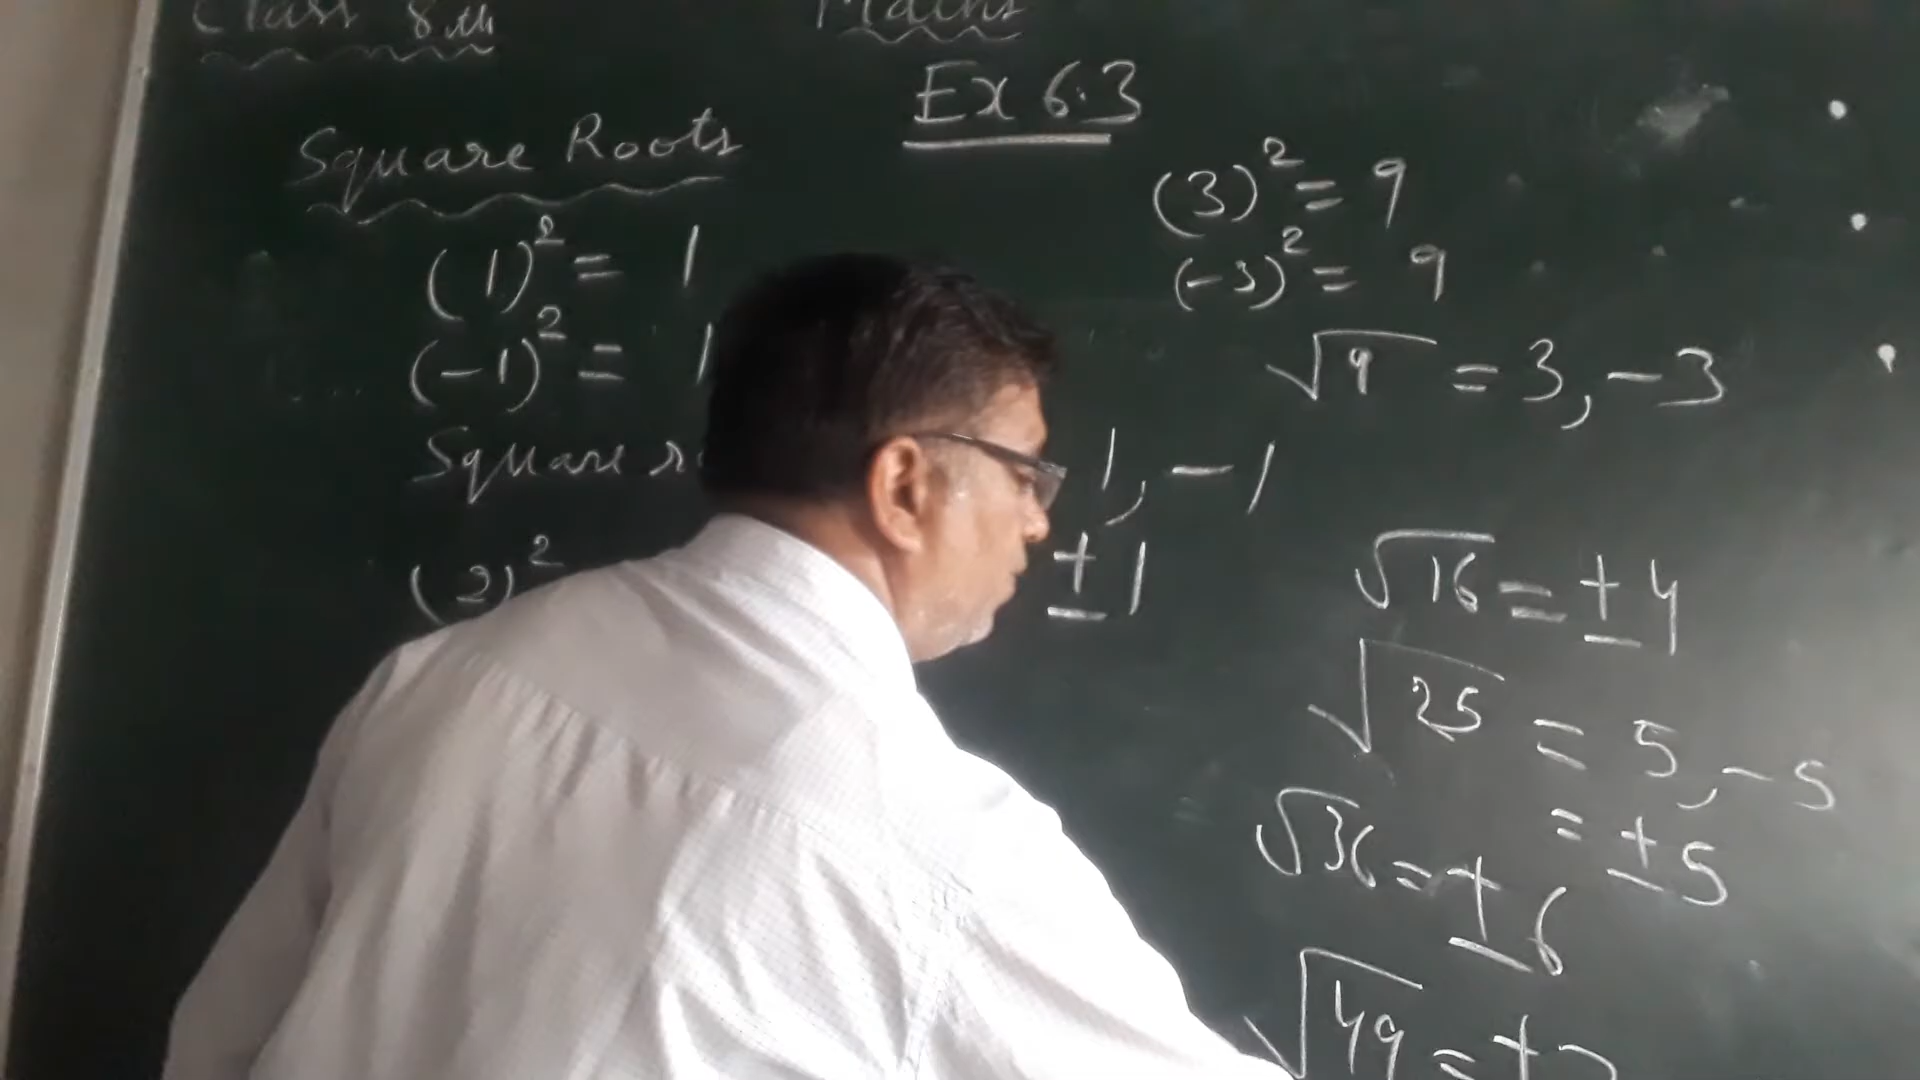 Class 8th
Maths
Ex 6.3
Square Roots
(1)² = 1
(-1)² = 1
Square
1, -1
(2)²
± 1
(3)² = 9
(-3)² = 9
√9 = 3, -3
√16 = ± 4
√25 = 5, -5
= ± 5
√36 = ± 6
√49 = ±